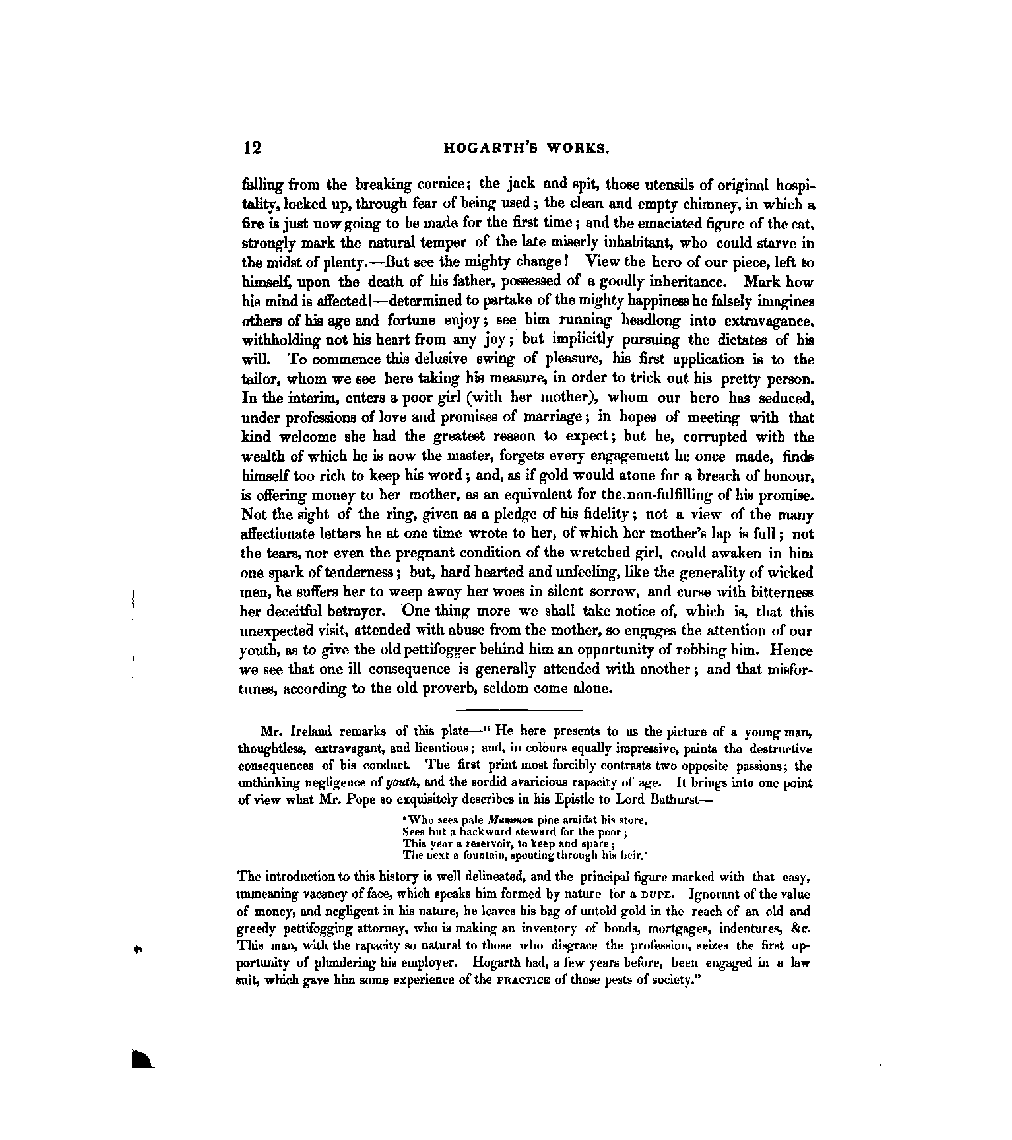 12 HOGARTH'S WORKS.
falling from the breaking cornice; the jack and spit, those utensils of original hospi-
tality, locked up, through fear of being used; the clean and empty chimney, in which a
fire is just now going to be made for the first time; and the emaciated figure of the cat,
strongly mark the natural temper of the late miserly inhabitant, who could starve in
the midst of plenty.—But see the mighty change! View the hero of our piece, left to
himself, upon the death of his father, possessed of a goodly inheritance. Mark how
his mind is affected!—determined to partake of the mighty happiness he falsely imagines
others of his age and fortune enjoy; see him running headlong into extravagance,
withholding not his heart from any joy; but implicitly pursuing the dictates of his
will. To commence this delusive swing of pleasure, his first application is to the
tailor, whom we see here taking his measure, in order to trick out his pretty person.
In the interim, enters a poor girl (with her mother), whom our hero has seduced,
under professions of love and promises of marriage; in hopes of meeting with that
kind welcome she had the greatest reason to expect; but he, corrupted with the
wealth of which he is now the master, forgets every engagement he once made, finds
himself too rich to keep his word; and, as if gold would atone for a breach of honour,
is offering money to her mother, as an equivalent for the non-fulfilling of his promise.
Not the sight of the ring, given as a pledge of his fidelity; not a view of the many
affectionate letters he at one time wrote to her, of which her mother's lap is full; not
the tears, nor even the pregnant condition of the wretched girl, could awaken in him
one spark of tenderness; but, hard hearted and unfeeling, like the generality of wicked
men, he suffers her to weep away her woes in silent sorrow, and curse with bitterness
her deceitful betrayer. One thing more we shall take notice of, which is, that this
unexpected visit, attended with abuse from the mother, so engages the attention of our
youth, as to give the old pettifogger behind him an opportunity of robbing him. Hence
we see that one ill consequence is generally attended with another; and that misfor-
tunes, according to the old proverb, seldom come alone.
Mr. Ireland remarks of this plate—" He here presents to us the picture of a young man,
thoughtless, extravagant, and licentious; and, in colours equally impressive, paints the destructive
consequences of his conduct. The first print most forcibly contrasts two opposite passions; the
unthinking negligence of youth, and the sordid avaricious rapacity of age. It brings into one point
of view what Mr. Pope so exquisitely describes in his Epistle to Lord Bathurst—
'Who sees pale Mammon pine amidst his store,
Sees but a backward steward for the poor;
This year a reservoir, to keep and spare;
The next a fountain, spouting through his heir.'
The introduction to this history is well delineated, and the principal figure marked with that easy,
unmeaning vacancy of face, which speaks him formed by nature for a DUPE. Ignorant of the value
of money, and negligent in his nature, he leaves his bag of untold gold in the reach of an old and
greedy pettifogging attorney, who is making an inventory of bonds, mortgages, indentures, &c.
This man, with the rapacity so natural to those who disgrace the profession, seizes the first op-
portunity of plundering his employer. Hogarth had, a few years before, been engaged in a law
suit, which gave him some experience of the PRACTICE of those pests of society."